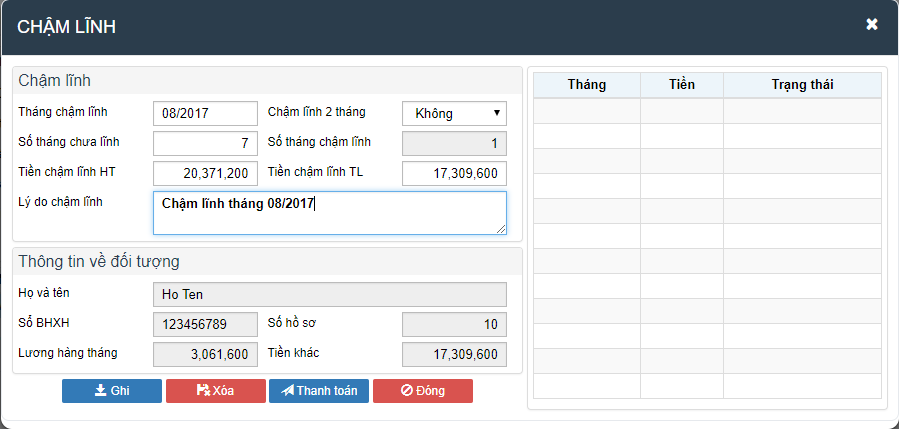 CHẬM LĨNH
Chậm lĩnh
Tháng chậm lĩnh 08/2017 Chậm lĩnh 2 tháng Không
Số tháng chưa lĩnh 7 Số tháng chậm lĩnh 1
Tiền chậm lĩnh HT 20,371,200 Tiền chậm lĩnh TL 17,309,600
Lý do chậm lĩnh Chậm lĩnh tháng 08/2017
Thông tin về đối tượng
Họ và tên Ho Ten
Sổ BHXH 123456789 Số hồ sơ 10
Lương hàng tháng 3,061,600 Tiền khác 17,309,600
Ghi Xóa Thanh toán Đóng
Tháng Tiền Trạng thái